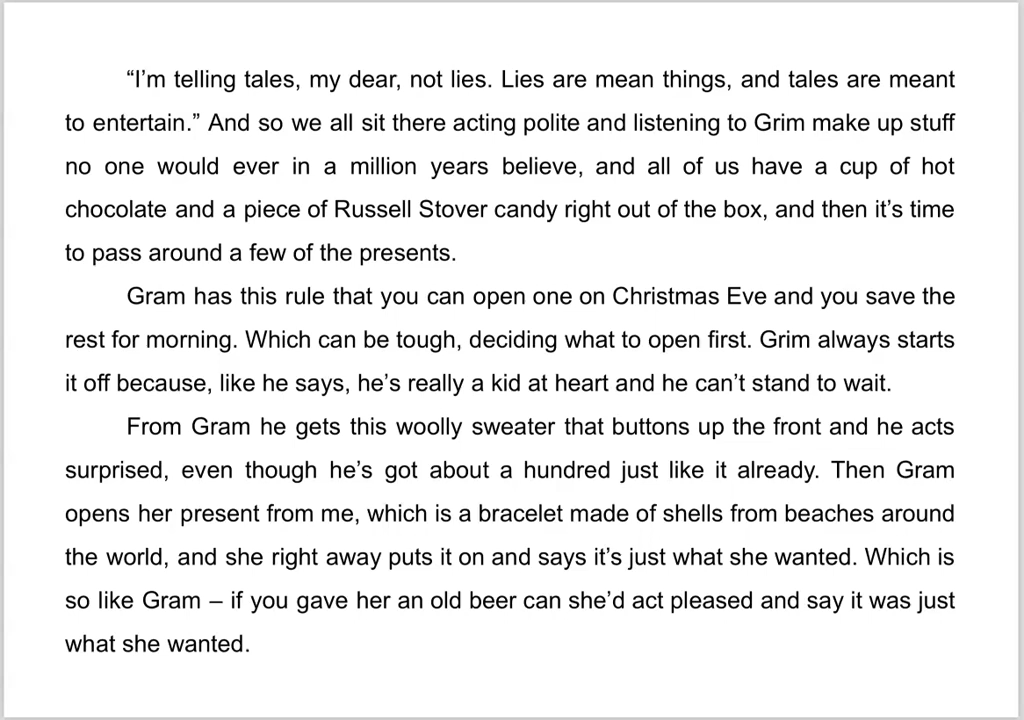 “I’m telling tales, my dear, not lies. Lies are mean things, and tales are meant
to entertain.” And so we all sit there acting polite and listening to Grim make up stuff
no one would ever in a million years believe, and all of us have a cup of hot
chocolate and a piece of Russell Stover candy right out of the box, and then it’s time
to pass around a few of the presents.
Gram has this rule that you can open one on Christmas Eve and you save the
rest for morning. Which can be tough, deciding what to open first. Grim always starts
it off because, like he says, he’s really a kid at heart and he can’t stand to wait.
From Gram he gets this woolly sweater that buttons up the front and he acts
surprised, even though he’s got about a hundred just like it already. Then Gram
opens her present from me, which is a bracelet made of shells from beaches around
the world, and she right away puts it on and says it’s just what she wanted. Which is
so like Gram – if you gave her an old beer can she’d act pleased and say it was just
what she wanted.